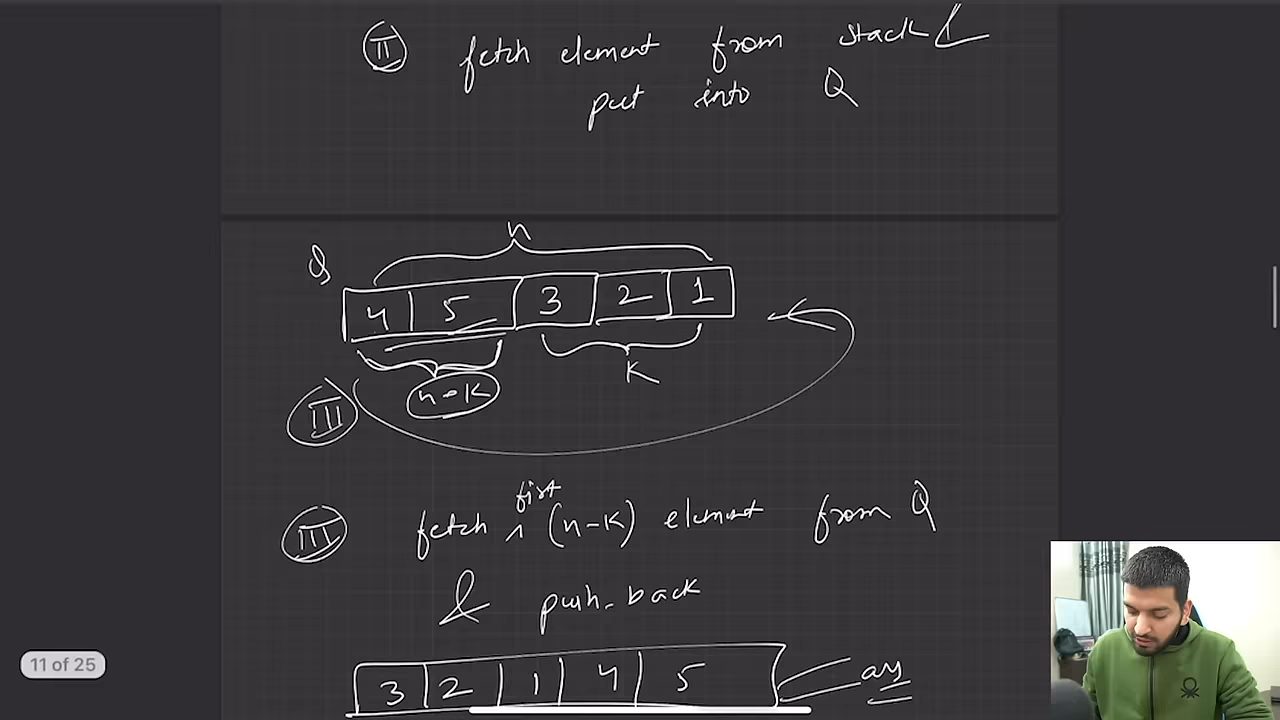 II fetch element from stack &
put into Q
n
Q
4 5 3 2 1
n-k
K
III
III fetch first (n-k) element from Q
& push-back
3 2 1 4 5
ans
11 of 25